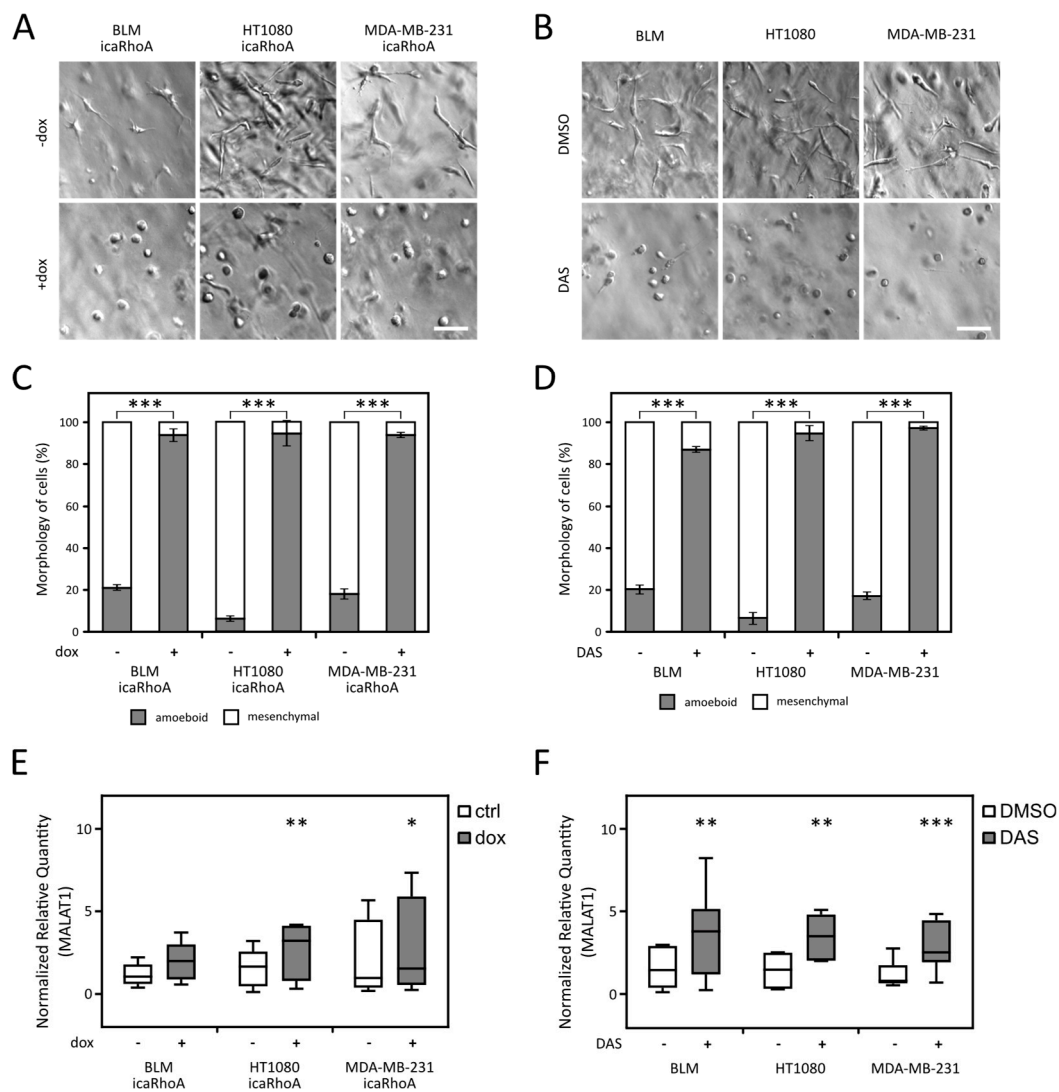 A
BLM
icaRhoA
HT1080
icaRhoA
MDA-MB-231
icaRhoA
-dox
+dox
B
BLM
HT1080
MDA-MB-231
DMSO
DAS
C
Morphology of cells (%)
100
80
60
40
20
0
*** *** ***
dox - + - + - +
BLM
icaRhoA
HT1080
icaRhoA
MDA-MB-231
icaRhoA
amoeboid mesenchymal
D
Morphology of cells (%)
100
80
60
40
20
0
*** *** ***
DAS - + - + - +
BLM HT1080 MDA-MB-231
amoeboid mesenchymal
E
Normalized Relative Quantity
(MALAT1)
10
5
0
** *
ctrl
dox
dox - + - + - +
BLM
icaRhoA
HT1080
icaRhoA
MDA-MB-231
icaRhoA
F
Normalized Relative Quantity
(MALAT1)
10
5
0
** ** ***
DMSO
DAS
DAS - + - + - +
BLM HT1080 MDA-MB-231